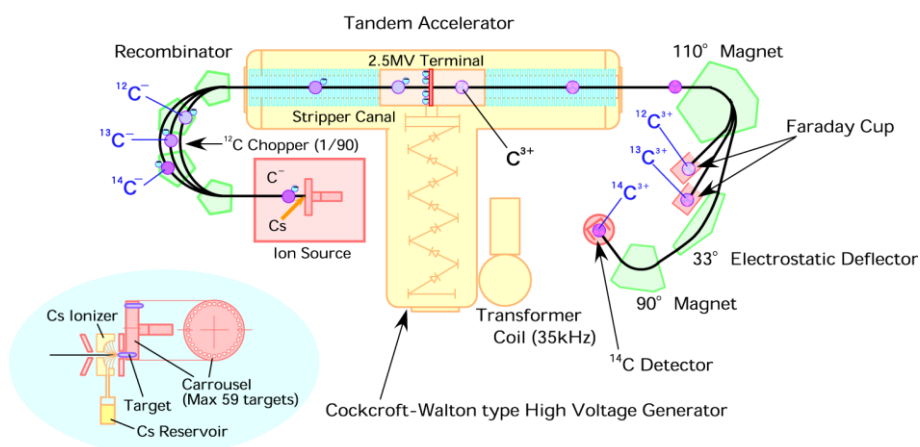 Tandem Accelerator
Recombinator
2.5MV Terminal
110° Magnet
¹²C⁻
¹³C⁻
¹⁴C⁻
Stripper Canal
¹²C Chopper (1/90)
C³⁺
¹²C³⁺
¹³C³⁺
Faraday Cup
C⁻
Cs
Ion Source
¹⁴C³⁺
33° Electrostatic Deflector
90° Magnet
Transformer
Coil (35kHz)
¹⁴C Detector
Cockcroft-Walton type High Voltage Generator
Cs Ionizer
Carrousel
(Max 59 targets)
Target
Cs Reservoir